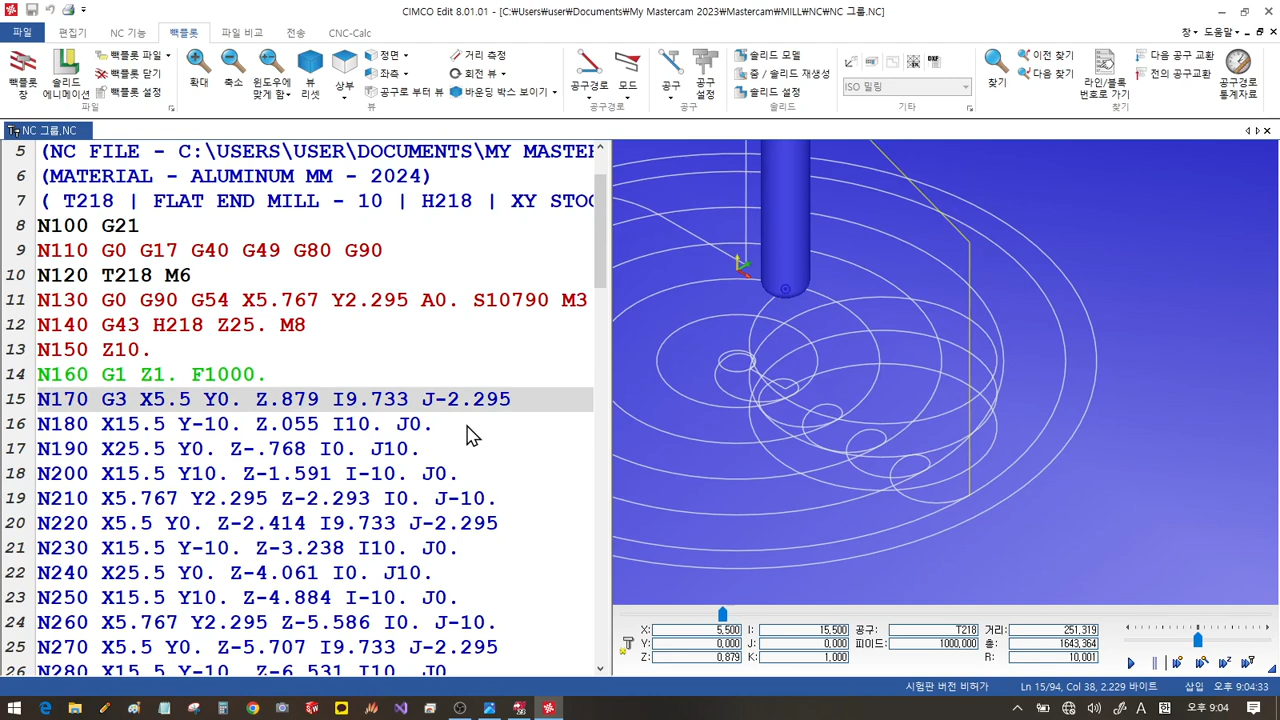 CIMCO Edit 8.01.01 - [C:₩Users₩user₩Documents₩My Mastercam 2023₩Mastercam₩MILL₩NC₩NC 그룹.NC]
파일 편집기 NC 기능 백플롯 파일 비교 전송 CNC-Calc 창 도움말
백플롯 창
솔리드 에니메이션
백플롯 파일
백플롯 닫기
백플롯 설정
파일
확대
축소
윈도우에 맞게 함
뷰 리셋
상부
정면
좌측
공구로 부터 뷰
거리 측정
회전 뷰
바운딩 박스 보이기
뷰
공구경로
모드
공구경로
공구
공구 설정
공구
솔리드 모델
줌 / 솔리드 재생성
솔리드 설정
솔리드
DXF
ISO 밀링
기타
찾기
이전 찾기
다음 찾기
라인/블록 번호로 가기
다음 공구 교환
전의 공구교환
찾기
공구경로 통계자료
NC 그룹.NC
5 (NC FILE - C:\USERS\USER\DOCUMENTS\MY MASTER
6 (MATERIAL - ALUMINUM MM - 2024)
7 ( T218 | FLAT END MILL - 10 | H218 | XY STOC
8 N100 G21
9 N110 G0 G17 G40 G49 G80 G90
10 N120 T218 M6
11 N130 G0 G90 G54 X5.767 Y2.295 A0. S10790 M3
12 N140 G43 H218 Z25. M8
13 N150 Z10.
14 N160 G1 Z1. F1000.
15 N170 G3 X5.5 Y0. Z.879 I9.733 J-2.295
16 N180 X15.5 Y-10. Z.055 I10. J0.
17 N190 X25.5 Y0. Z-.768 I0. J10.
18 N200 X15.5 Y10. Z-1.591 I-10. J0.
19 N210 X5.767 Y2.295 Z-2.293 I0. J-10.
20 N220 X5.5 Y0. Z-2.414 I9.733 J-2.295
21 N230 X15.5 Y-10. Z-3.238 I10. J0.
22 N240 X25.5 Y0. Z-4.061 I0. J10.
23 N250 X15.5 Y10. Z-4.884 I-10. J0.
24 N260 X5.767 Y2.295 Z-5.586 I0. J-10.
25 N270 X5.5 Y0. Z-5.707 I9.733 J-2.295
26 N280 X15.5 Y-10. Z-6.531 I10. J0.
X: 5,500 I: 15,500 공구: T218 거리: 251,319
Y: 0,000 J: 0,000 피이드: 1000,000 총: 1643,364
Z: 0,879 K: 1,000 R: 10,001
시험판 버전 비허가 Ln 15/94, Col 38, 2.229 바이트 삽입 오후 9:04:33
A 한 오후 9:04